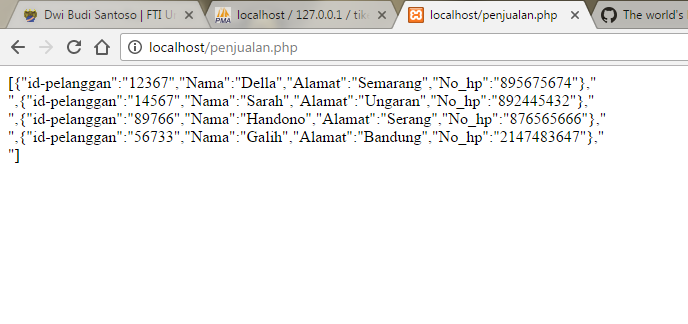 Dwi Budi Santoso | FTI U
localhost / 127.0.0.1 / tike
localhost/penjualan.php
The world's
PMA
localhost/penjualan.php
[{"id-pelanggan":"12367","Nama":"Della","Alamat":"Semarang","No_hp":"895675674"},"
",{"id-pelanggan":"14567","Nama":"Sarah","Alamat":"Ungaran","No_hp":"892445432"},"
",{"id-pelanggan":"89766","Nama":"Handono","Alamat":"Serang","No_hp":"876565666"},"
",{"id-pelanggan":"56733","Nama":"Galih","Alamat":"Bandung","No_hp":"2147483647"},"
"]